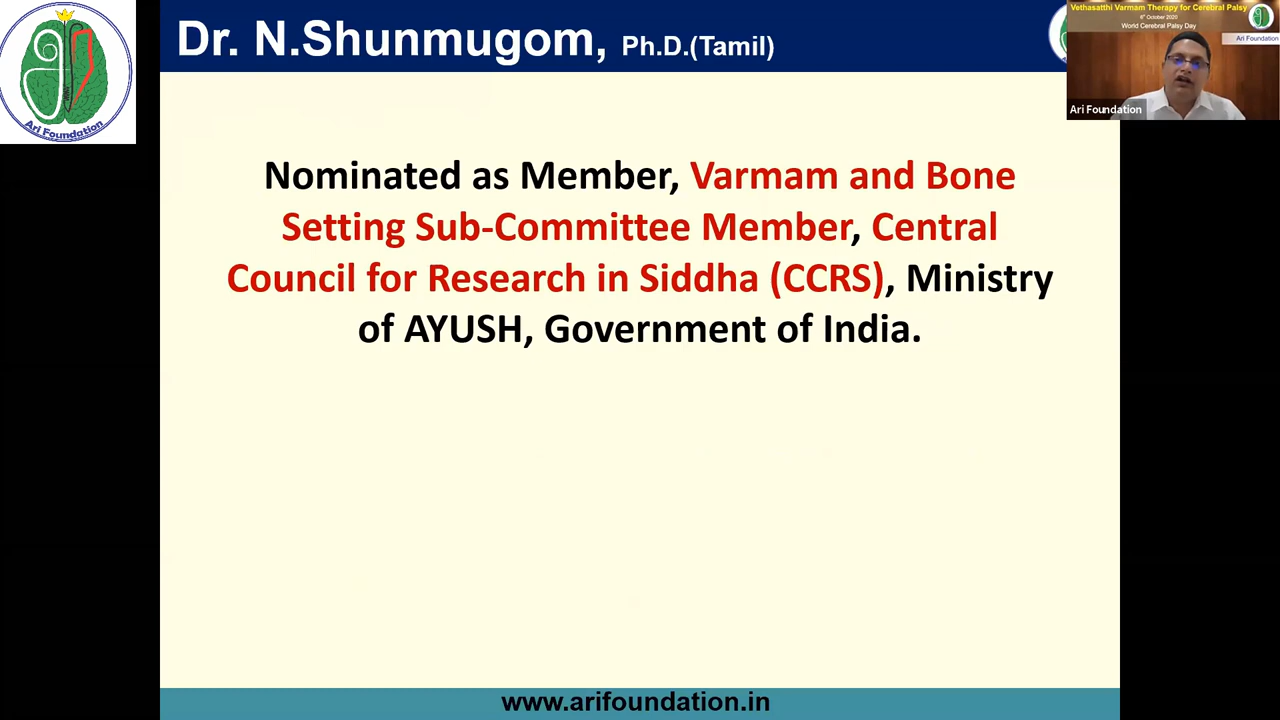 Dr. N.Shunmugom, Ph.D.(Tamil)
Ari Foundation
Vethasatthi Varmam Therapy for Cerebral Palsy
6th October 2020
World Cerebral Palsy Day
Ari Foundation
Ari Foundation
Nominated as Member, Varmam and Bone
Setting Sub-Committee Member, Central
Council for Research in Siddha (CCRS), Ministry
of AYUSH, Government of India.
www.arifoundation.in